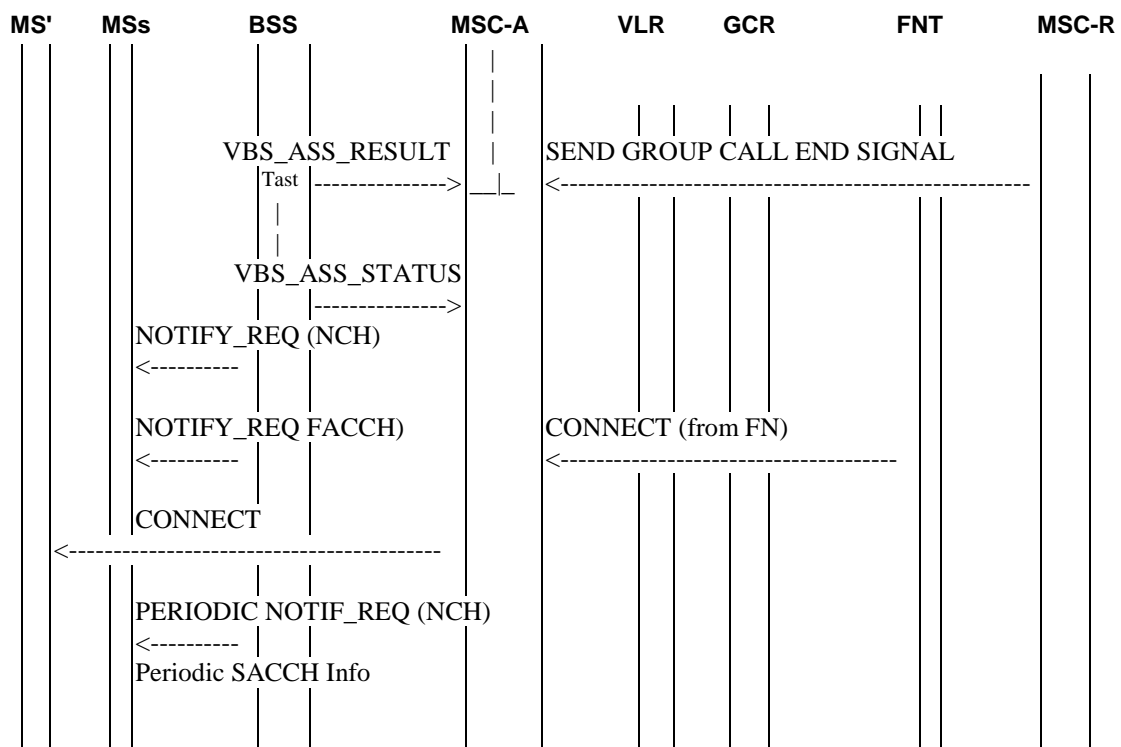 MS' MSs BSS MSC-A VLR GCR FNT MSC-R
VBS_ASS_RESULT SEND GROUP CALL END SIGNAL
Tast
VBS_ASS_STATUS
NOTIFY_REQ (NCH)
NOTIFY_REQ FACCH) CONNECT (from FN)
CONNECT
PERIODIC NOTIF_REQ (NCH)
Periodic SACCH Info